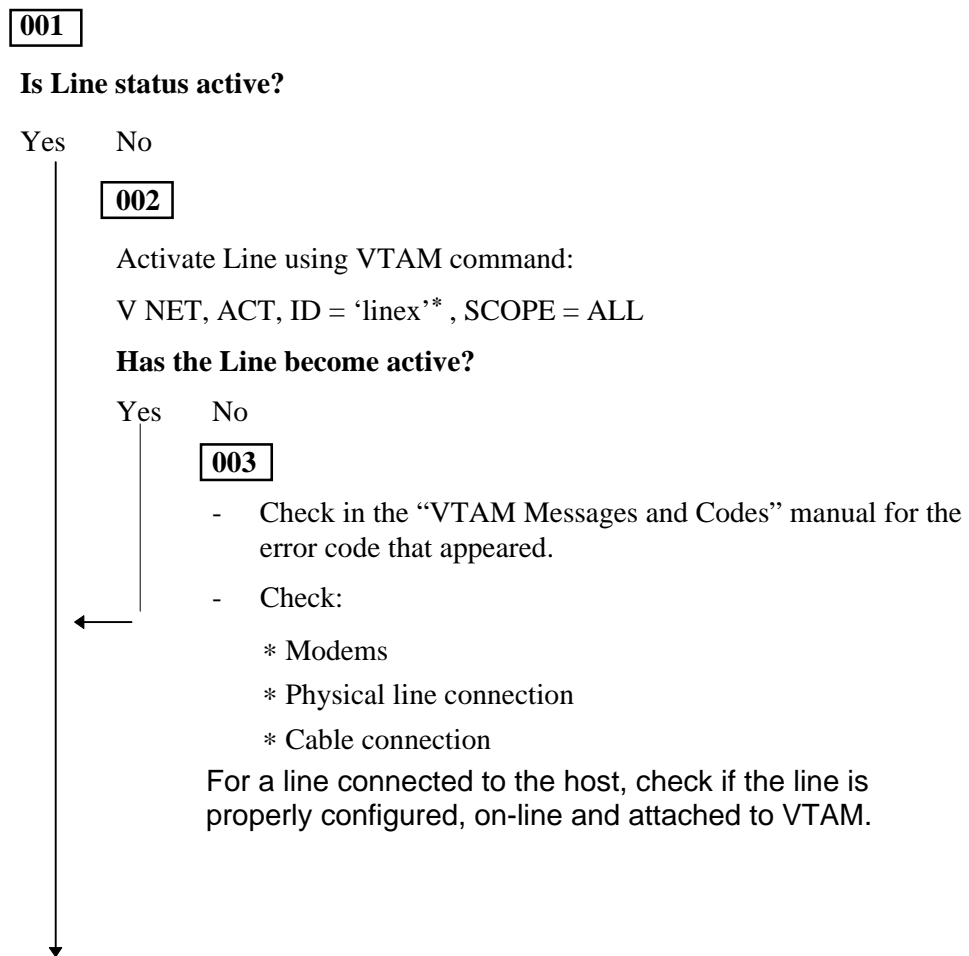 001
Is Line status active?
Yes No
002
Activate Line using VTAM command:
V NET, ACT, ID = ‘linex’* , SCOPE = ALL
Has the Line become active?
Yes No
003
- Check in the “VTAM Messages and Codes” manual for the
error code that appeared.
- Check:
* Modems
* Physical line connection
* Cable connection
For a line connected to the host, check if the line is
properly configured, on-line and attached to VTAM.